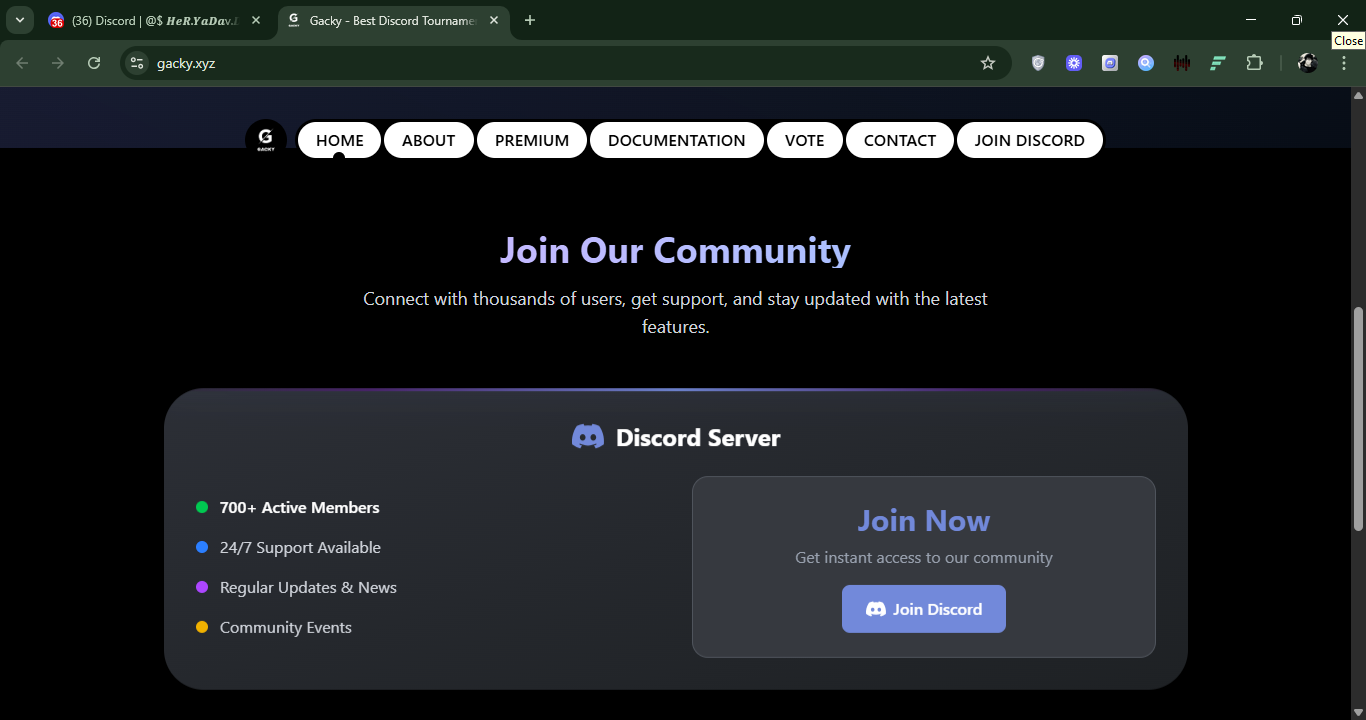 (36) Discord | @$ HeR.YaDav.
Gacky - Best Discord Tourname
Close
gacky.xyz
GACKY
HOME
ABOUT
PREMIUM
DOCUMENTATION
VOTE
CONTACT
JOIN DISCORD
Join Our Community
Connect with thousands of users, get support, and stay updated with the latest
features.
Discord Server
700+ Active Members
24/7 Support Available
Regular Updates & News
Community Events
Join Now
Get instant access to our community
Join Discord